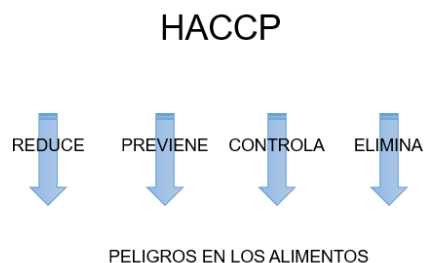 HACCP
REDUCE PREVIENE CONTROLA ELIMINA
PELIGROS EN LOS ALIMENTOS